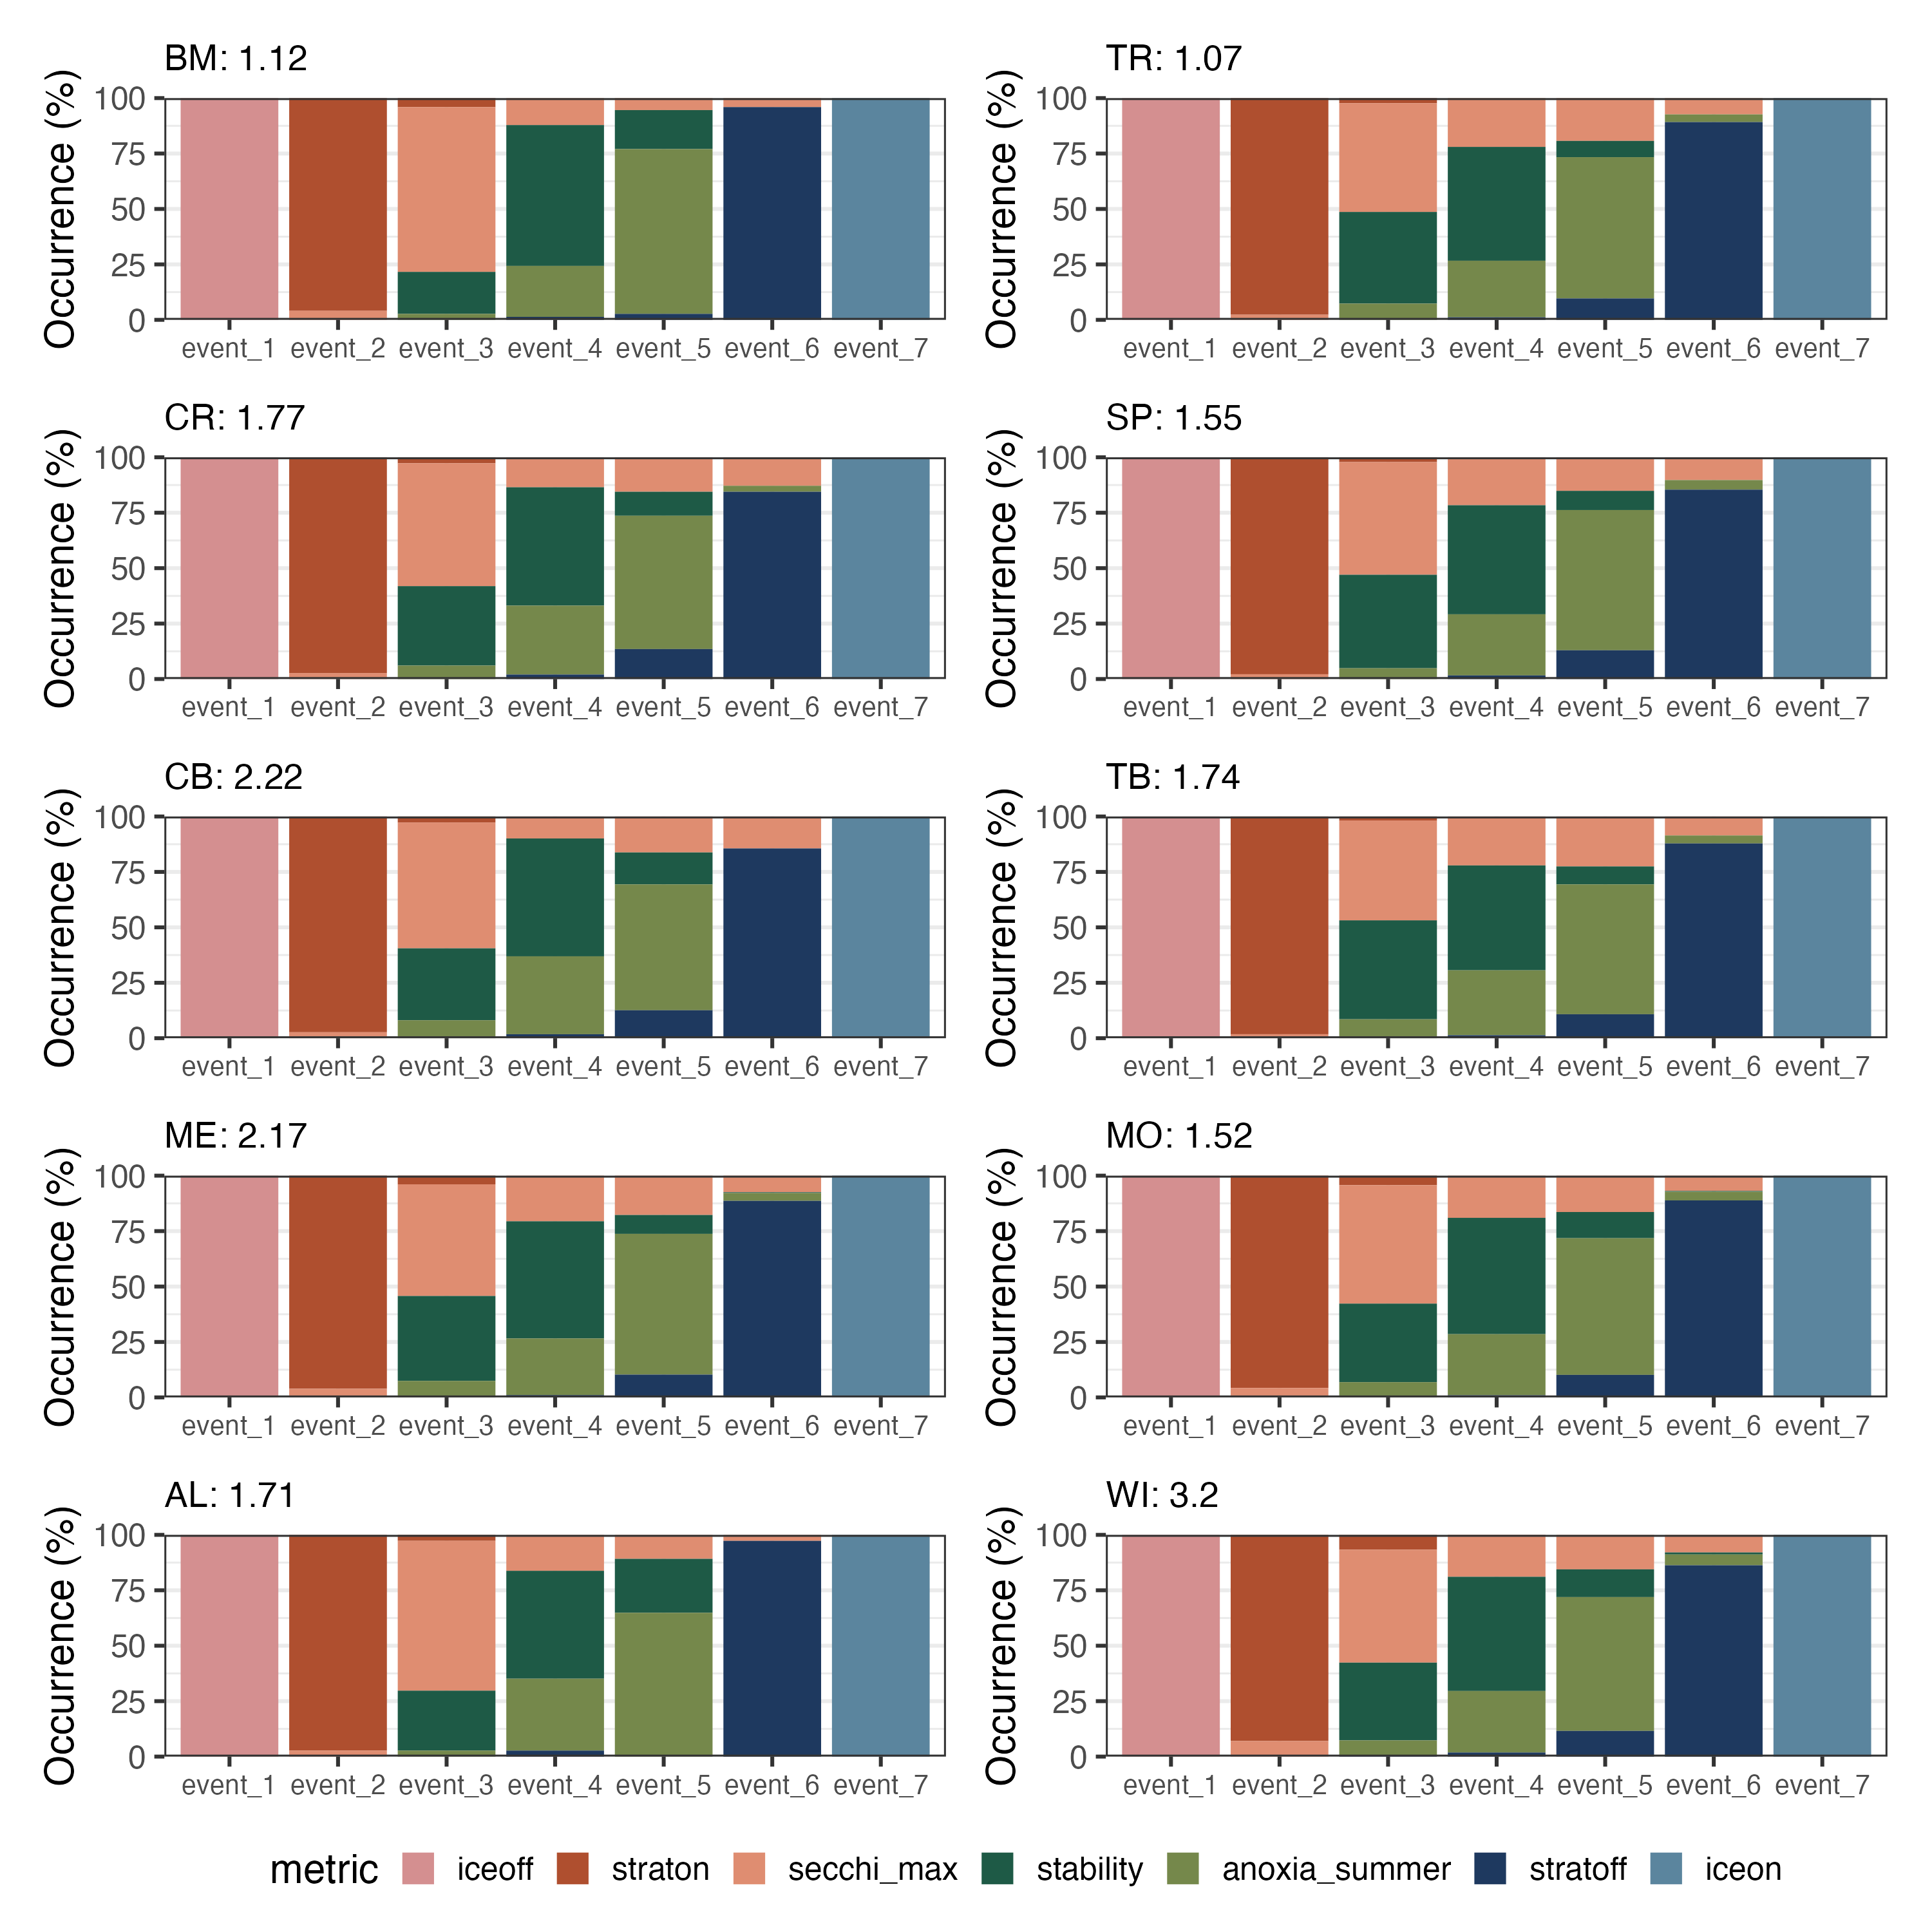 BM: 1.12
Occurrence (%)
100
75
50
25
0
event_1 event_2 event_3 event_4 event_5 event_6 event_7
TR: 1.07
Occurrence (%)
100
75
50
25
0
event_1 event_2 event_3 event_4 event_5 event_6 event_7
CR: 1.77
Occurrence (%)
100
75
50
25
0
event_1 event_2 event_3 event_4 event_5 event_6 event_7
SP: 1.55
Occurrence (%)
100
75
50
25
0
event_1 event_2 event_3 event_4 event_5 event_6 event_7
CB: 2.22
Occurrence (%)
100
75
50
25
0
event_1 event_2 event_3 event_4 event_5 event_6 event_7
TB: 1.74
Occurrence (%)
100
75
50
25
0
event_1 event_2 event_3 event_4 event_5 event_6 event_7
ME: 2.17
Occurrence (%)
100
75
50
25
0
event_1 event_2 event_3 event_4 event_5 event_6 event_7
MO: 1.52
Occurrence (%)
100
75
50
25
0
event_1 event_2 event_3 event_4 event_5 event_6 event_7
AL: 1.71
Occurrence (%)
100
75
50
25
0
event_1 event_2 event_3 event_4 event_5 event_6 event_7
WI: 3.2
Occurrence (%)
100
75
50
25
0
event_1 event_2 event_3 event_4 event_5 event_6 event_7
metric iceoff straton secchi_max stability anoxia_summer stratoff iceon